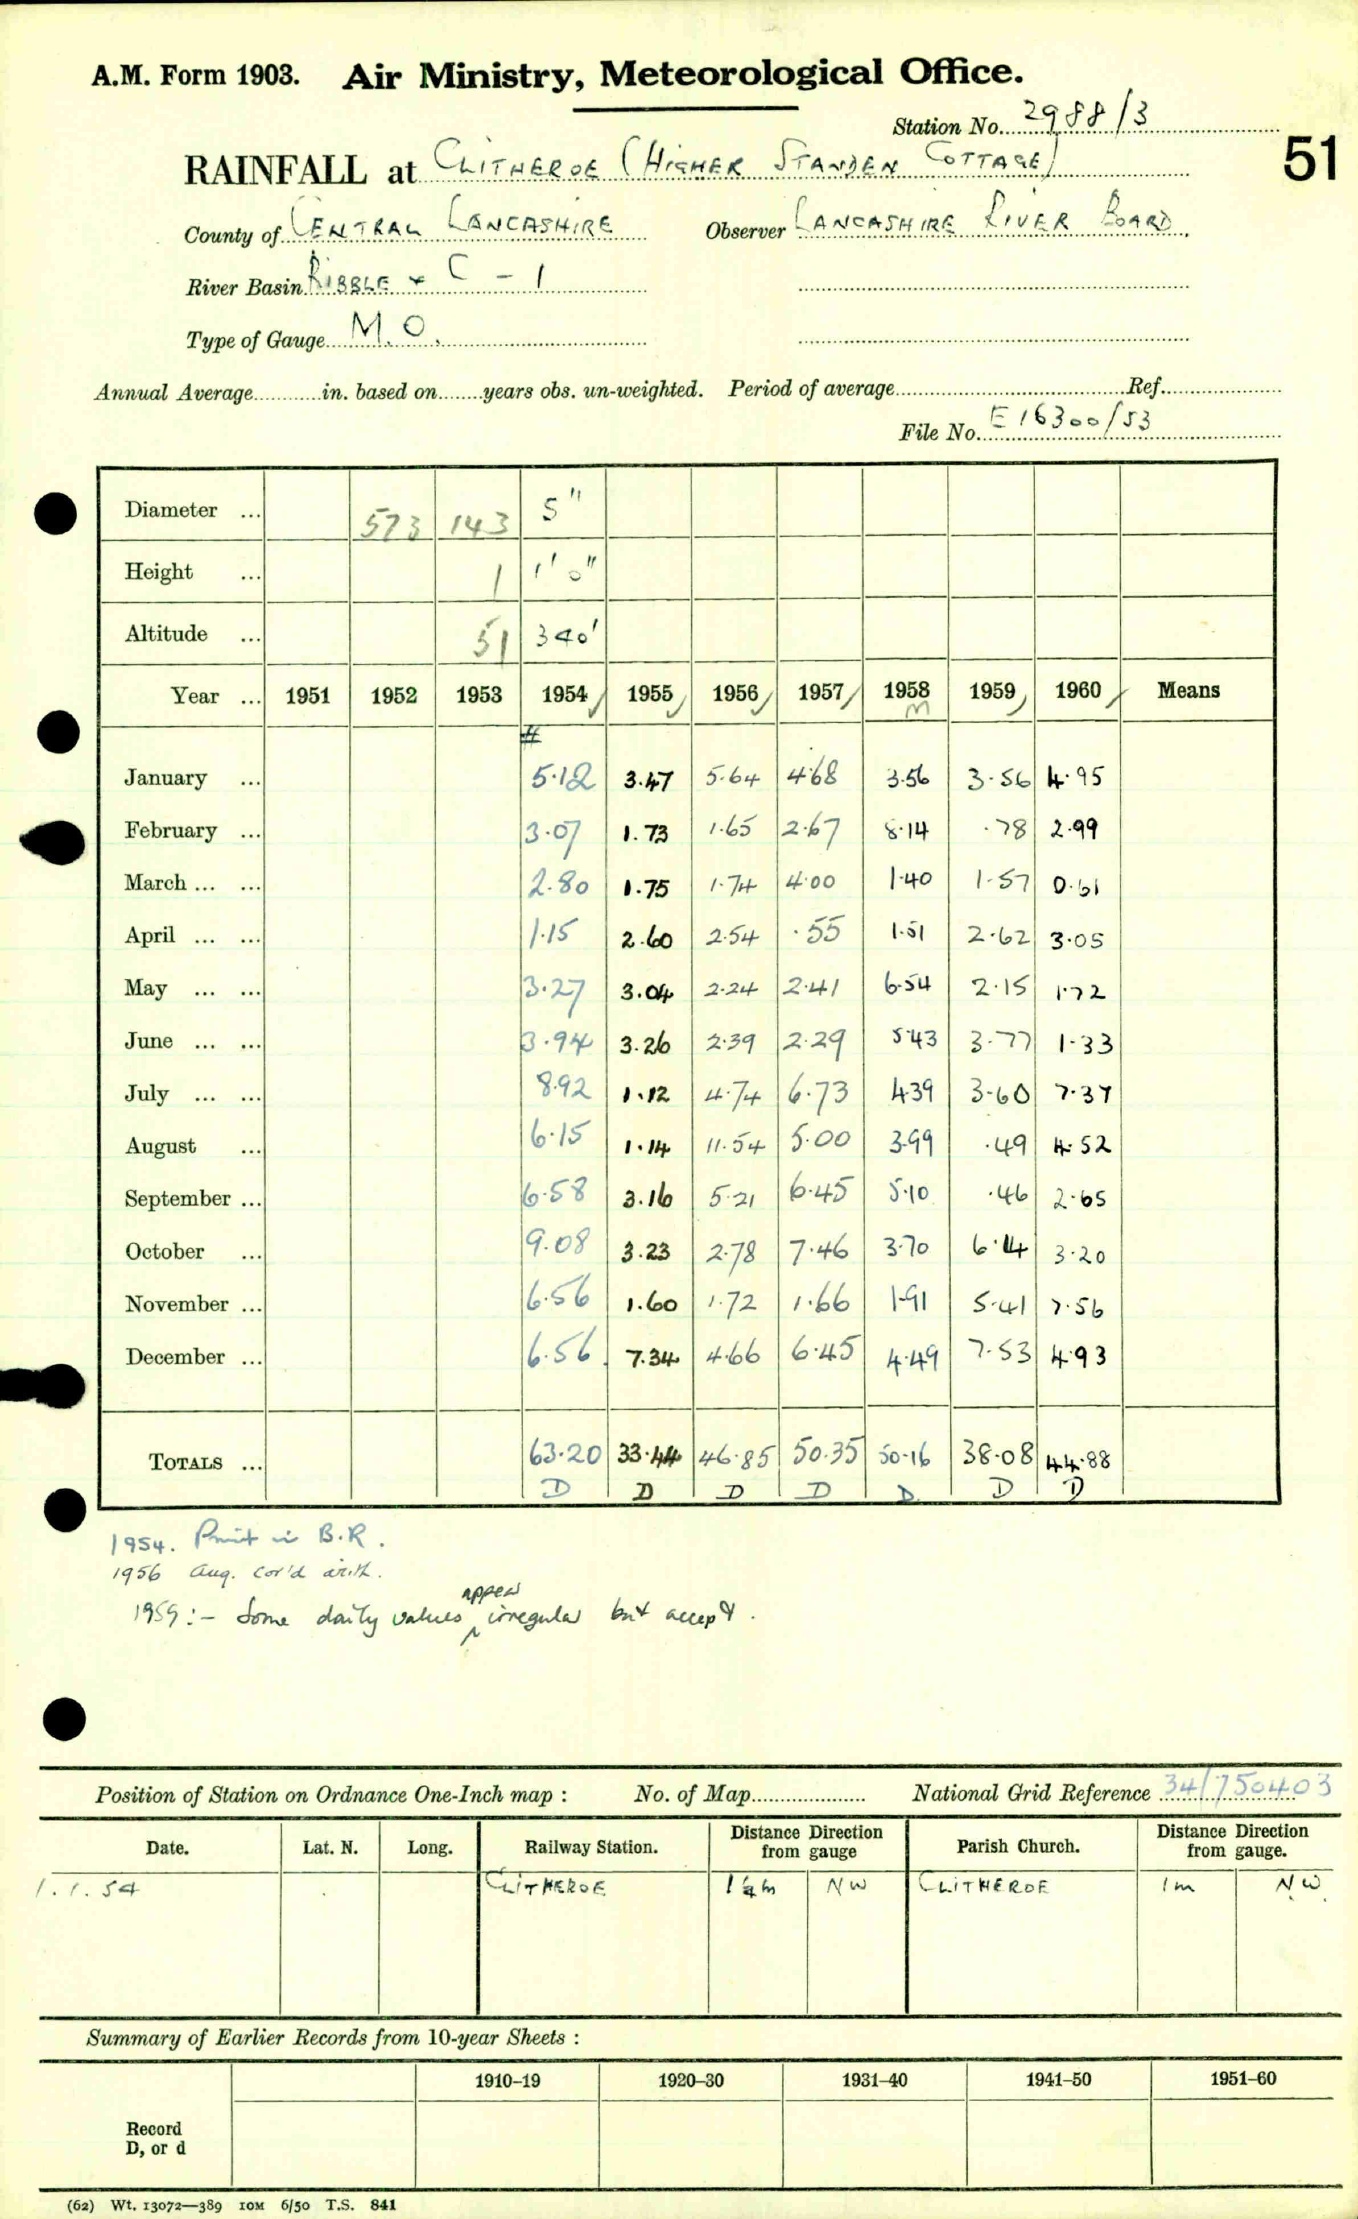 A.M. Form 1903. Air Ministry, Meteorological Office.
Station No. 2988/3
51
RAINFALL at CLITHEROE (HIGHER STANDEN COTTAGE)
County of CENTRAL LANCASHIRE Observer LANCASHIRE RIVER BOARD
River Basin RIBBLE + C - 1
Type of Gauge M.O.
Annual Average in. based on years obs. un-weighted. Period of average Ref.
File No. E16300/53
Diameter ... 573 143 5"
Height ... 1 1' 0"
Altitude ... 51 340'
Year ... 1951 1952 1953 1954 1955 1956 1957 1958 1959 1960 Means
# M
January ... 5.12 3.47 5.64 4.68 3.56 3.56 4.95
February ... 3.07 1.73 1.65 2.67 8.14 .78 2.99
March ... ... 2.80 1.75 1.74 4.00 1.40 1.57 0.61
April ... ... 1.15 2.60 2.54 .55 1.51 2.62 3.05
May ... ... 3.27 3.04 2.24 2.41 6.54 2.15 1.72
June ... ... 3.94 3.26 2.39 2.29 5.43 3.77 1.33
July ... ... 8.92 1.12 4.74 6.73 4.39 3.60 7.37
August ... 6.15 1.14 11.54 5.00 3.99 .49 4.52
September ... 6.58 3.16 5.21 6.45 5.10 .46 2.65
October ... 9.08 3.23 2.78 7.46 3.70 6.14 3.20
November ... 6.56 1.60 1.72 1.66 1.91 5.41 7.56
December ... 6.56 7.34 4.66 6.45 4.49 7.53 4.93
TOTALS ... 63.20 33.44 46.85 50.35 50.16 38.08 44.88
D D D D D D D
1954. Print in B.R.
1956 Aug. cor'd arith.
appear
1959:- Some daily values irregular but accept.
Position of Station on Ordnance One-Inch map : No. of Map National Grid Reference 34/750403
Date. Lat. N. Long. Railway Station. Distance Direction from gauge Parish Church. Distance Direction from gauge.
1.1.54 CLITHEROE 1¼m NW CLITHEROE 1m NW.
Summary of Earlier Records from 10-year Sheets :
1910–19 1920–30 1931–40 1941–50 1951–60
Record
D, or d
(62) Wt. 13072—389 10M 6/50 T.S. 841